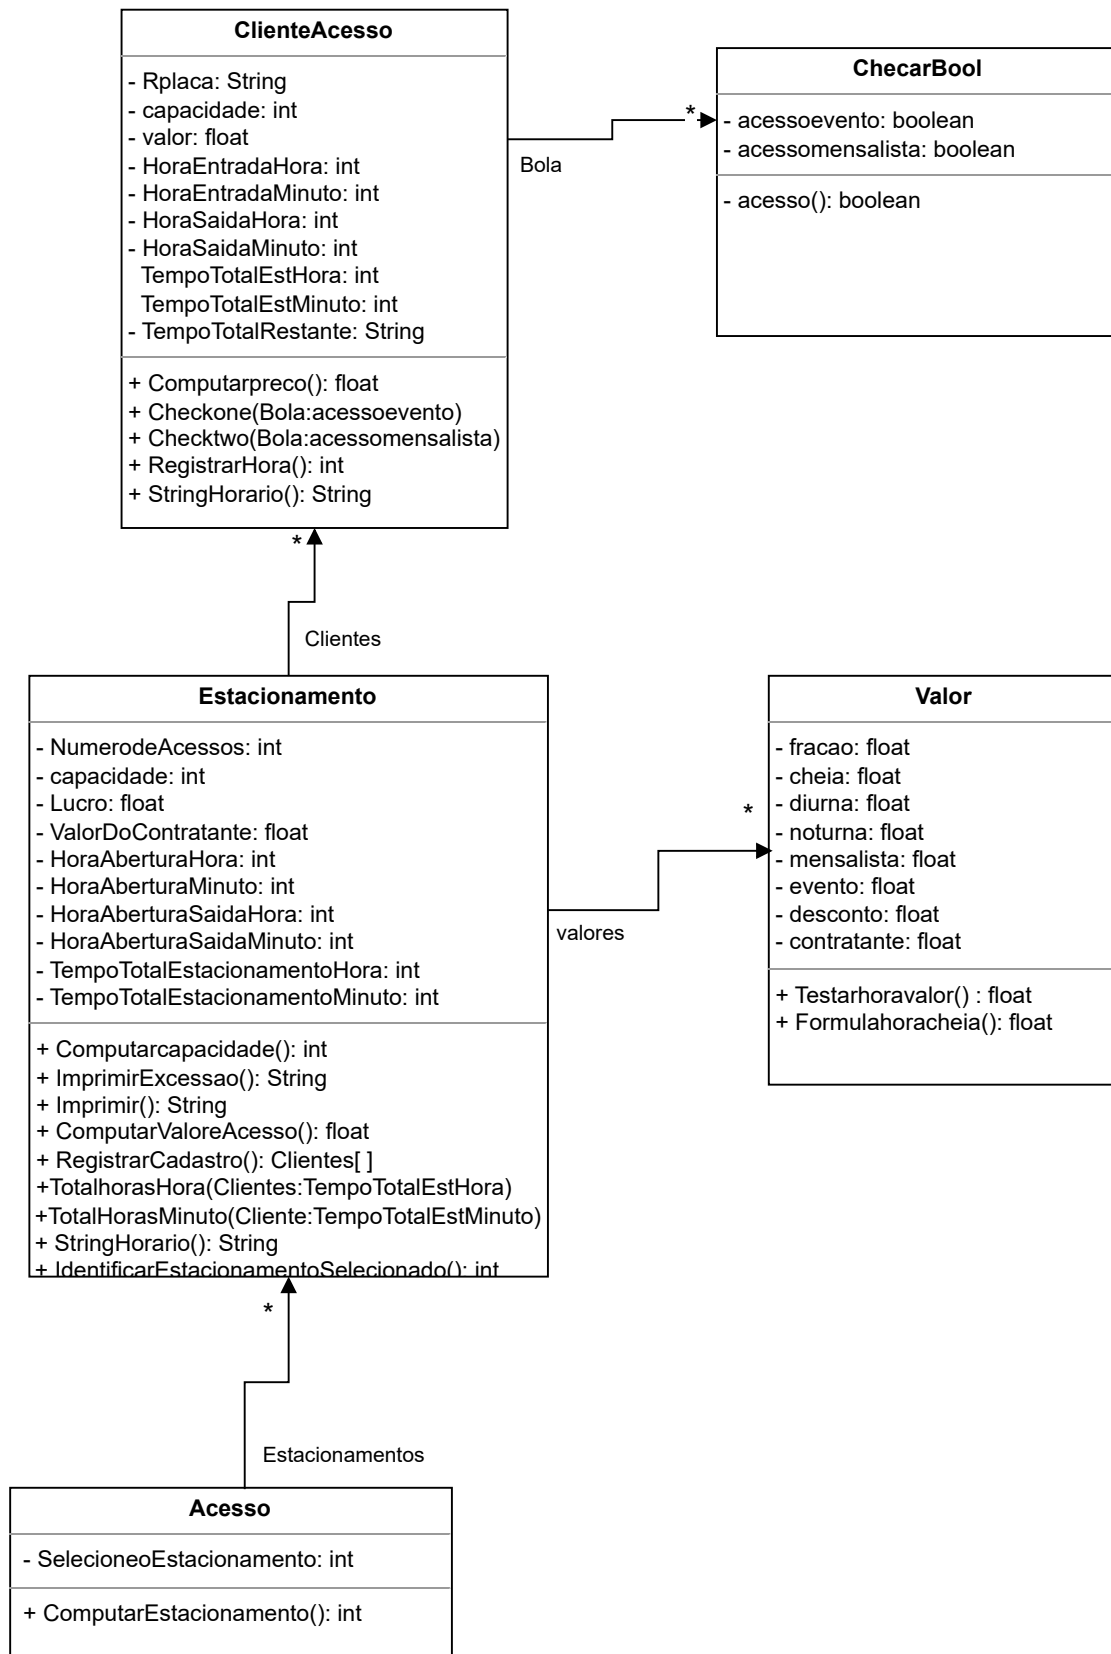 ClienteAcesso
- Rplaca: String
- capacidade: int
- valor: float
- HoraEntradaHora: int
- HoraEntradaMinuto: int
- HoraSaidaHora: int
- HoraSaidaMinuto: int
TempoTotalEstHora: int
TempoTotalEstMinuto: int
- TempoTotalRestante: String
+ Computarpreco(): float
+ Checkone(Bola:acessoevento)
+ Checktwo(Bola:acessomensalista)
+ RegistrarHora(): int
+ StringHorario(): String
Bola
*
ChecarBool
- acessoevento: boolean
- acessomensalista: boolean
- acesso(): boolean
*
Clientes
Estacionamento
- NumerodeAcessos: int
- capacidade: int
- Lucro: float
- ValorDoContratante: float
- HoraAberturaHora: int
- HoraAberturaMinuto: int
- HoraAberturaSaidaHora: int
- HoraAberturaSaidaMinuto: int
- TempoTotalEstacionamentoHora: int
- TempoTotalEstacionamentoMinuto: int
+ Computarcapacidade(): int
+ ImprimirExcessao(): String
+ Imprimir(): String
+ ComputarValoreAcesso(): float
+ RegistrarCadastro(): Clientes[ ]
+TotalhorasHora(Clientes:TempoTotalEstHora)
+TotalHorasMinuto(Cliente:TempoTotalEstMinuto)
+ StringHorario(): String
+ IdentificarEstacionamentoSelecionado(): int
valores
*
Valor
- fracao: float
- cheia: float
- diurna: float
- noturna: float
- mensalista: float
- evento: float
- desconto: float
- contratante: float
+ Testarhoravalor() : float
+ Formulahoracheia(): float
*
Estacionamentos
Acesso
- SelecioneoEstacionamento: int
+ ComputarEstacionamento(): int